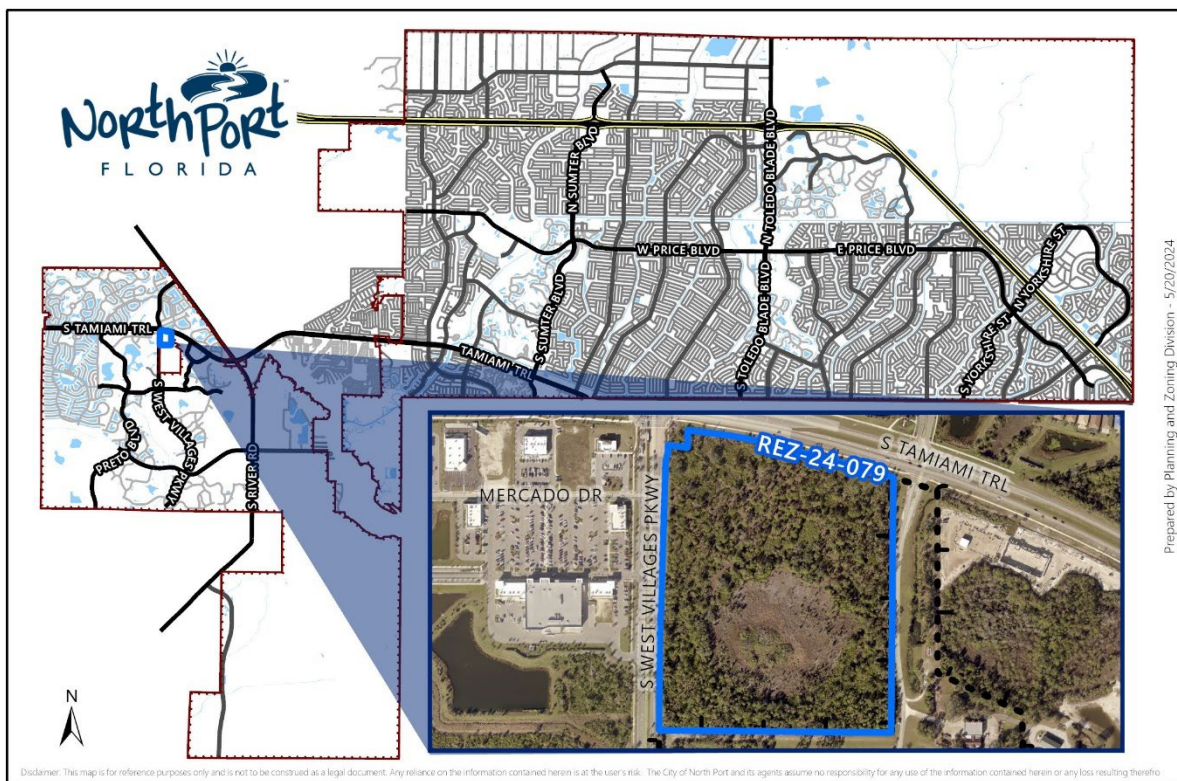 North Port
FLORIDA
N SUMTER BLVD
N TOLEDO BLADE BLVD
W PRICE BLVD
E PRICE BLVD
N YORKSHIRE ST
S YORKSHIRE ST
S SUMTER BLVD
S TOLEDO BLADE BLVD
S TAMIAMI TRL
TAMIAMI TRL
S WEST VILLAGES PKWY
PRETO BLVD
S RIVER RD
REZ-24-079
S TAMIAMI TRL
MERCADO DR
S WEST VILLAGES PKWY
N
Prepared by Planning and Zoning Division - 5/20/2024
Disclaimer: This map is for reference purposes only and is not to be construed as a legal document. Any reliance on the information contained herein is at the user's risk. The City of North Port and its agents assume no responsibility for any use of the information contained herein or any loss resulting therefro